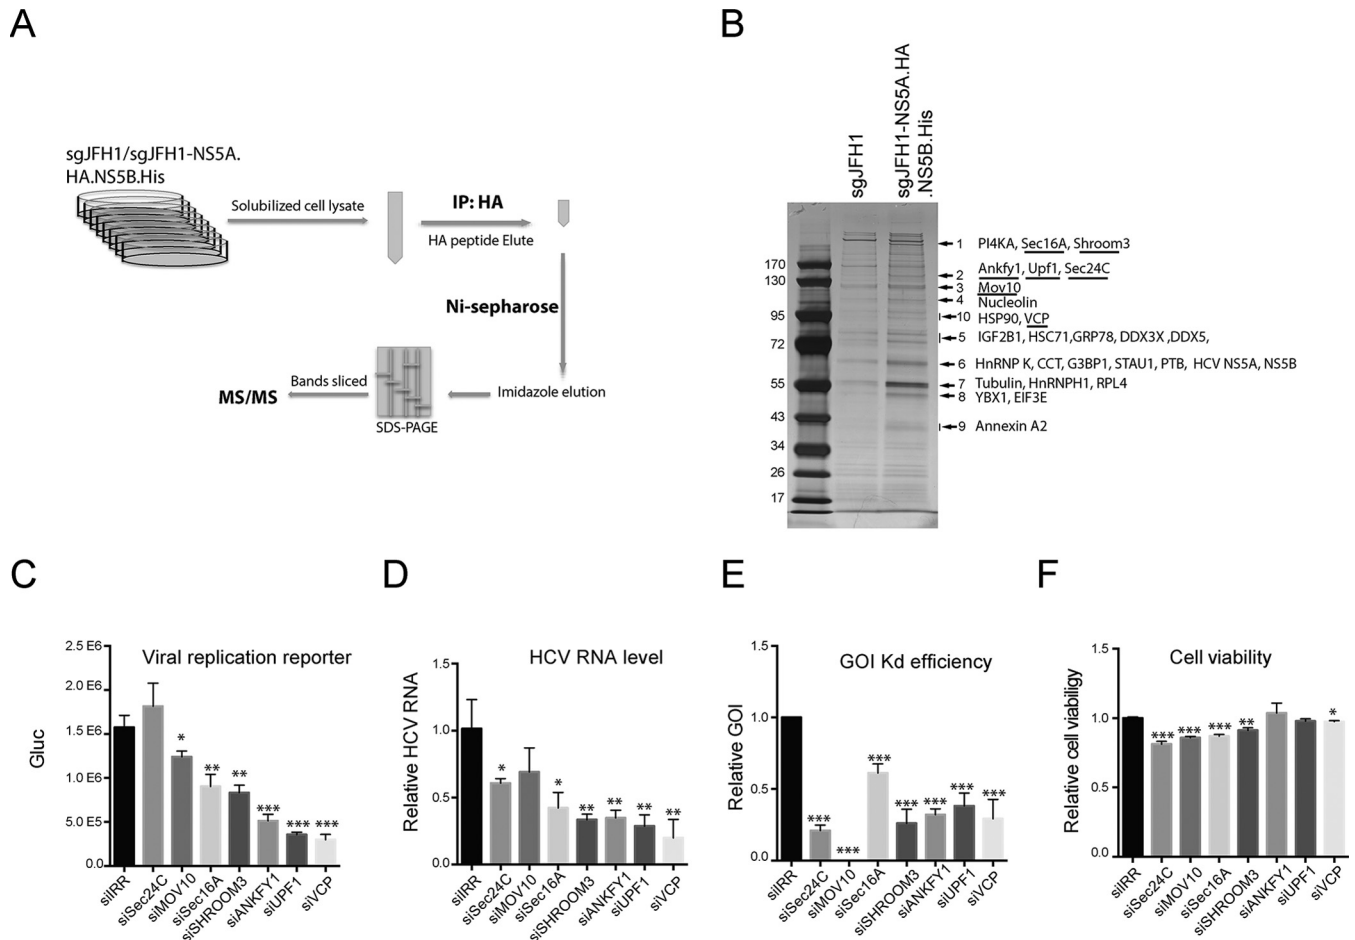 A
sgJFH1/sgJFH1-NS5A.
HA.NS5B.His
Solubilized cell lysate
IP: HA
HA peptide Elute
Ni-sepharose
Imidazole elution
SDS-PAGE
Bands sliced
MS/MS
B
sgJFH1
sgJFH1-NS5A.HA
.NS5B.His
170
130
95
72
55
43
34
26
17
1 PI4KA, Sec16A, Shroom3
2 Ankfy1, Upf1, Sec24C
3 Mov10
4 Nucleolin
10 HSP90, VCP
5 IGF2B1, HSC71,GRP78, DDX3X ,DDX5,
6 HnRNP K, CCT, G3BP1, STAU1, PTB, HCV NS5A, NS5B
7 Tubulin, HnRNPH1, RPL4
8 YBX1, EIF3E
9 Annexin A2
C
Viral replication reporter
Gluc
2.5 E6
2.0 E6
1.5 E6
1.0 E6
5.0 E5
0.0
* ** ** *** *** ***
siIRR
siSec24C
siMOV10
siSec16A
siSHROOM3
siANKFY1
siUPF1
siVCP
D
HCV RNA level
Relative HCV RNA
1.5
1.0
0.5
0.0
* * ** ** ** **
siIRR
siSec24C
siMOV10
siSec16A
siSHROOM3
siANKFY1
siUPF1
siVCP
E
GOI Kd efficiency
Relative GOI
1.5
1.0
0.5
0.0
*** *** *** *** *** *** ***
siIRR
siSec24C
siMOV10
siSec16A
siSHROOM3
siANKFY1
siUPF1
siVCP
F
Cell viability
Relative cell viabiligy
1.5
1.0
0.5
0.0
*** *** *** ** *
siIRR
siSec24C
siMOV10
siSec16A
siSHROOM3
siANKFY1
siUPF1
siVCP